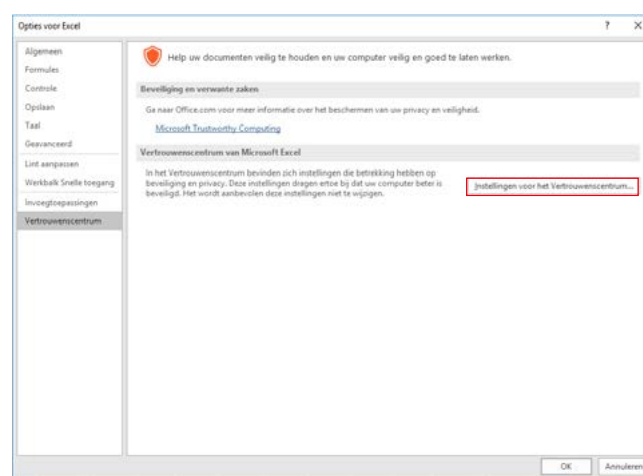 Opties voor Excel
? X
Algemeen
Formules
Controle
Opslaan
Taal
Geavanceerd
Lint aanpassen
Werkbalk Snelle toegang
Invoegtoepassingen
Vertrouwenscentrum
Help uw documenten veilig te houden en uw computer veilig en goed te laten werken.
Beveiliging en verwante zaken
Ga naar Office.com voor meer informatie over het beschermen van uw privacy en veiligheid.
Microsoft Trustworthy Computing
Vertrouwenscentrum van Microsoft Excel
In het Vertrouwenscentrum bevinden zich instellingen die betrekking hebben op
beveiliging en privacy. Deze instellingen dragen ertoe bij dat uw computer beter is
beveiligd. Het wordt aanbevolen deze instellingen niet te wijzigen.
Instellingen voor het Vertrouwenscentrum...
OK
Annuleren